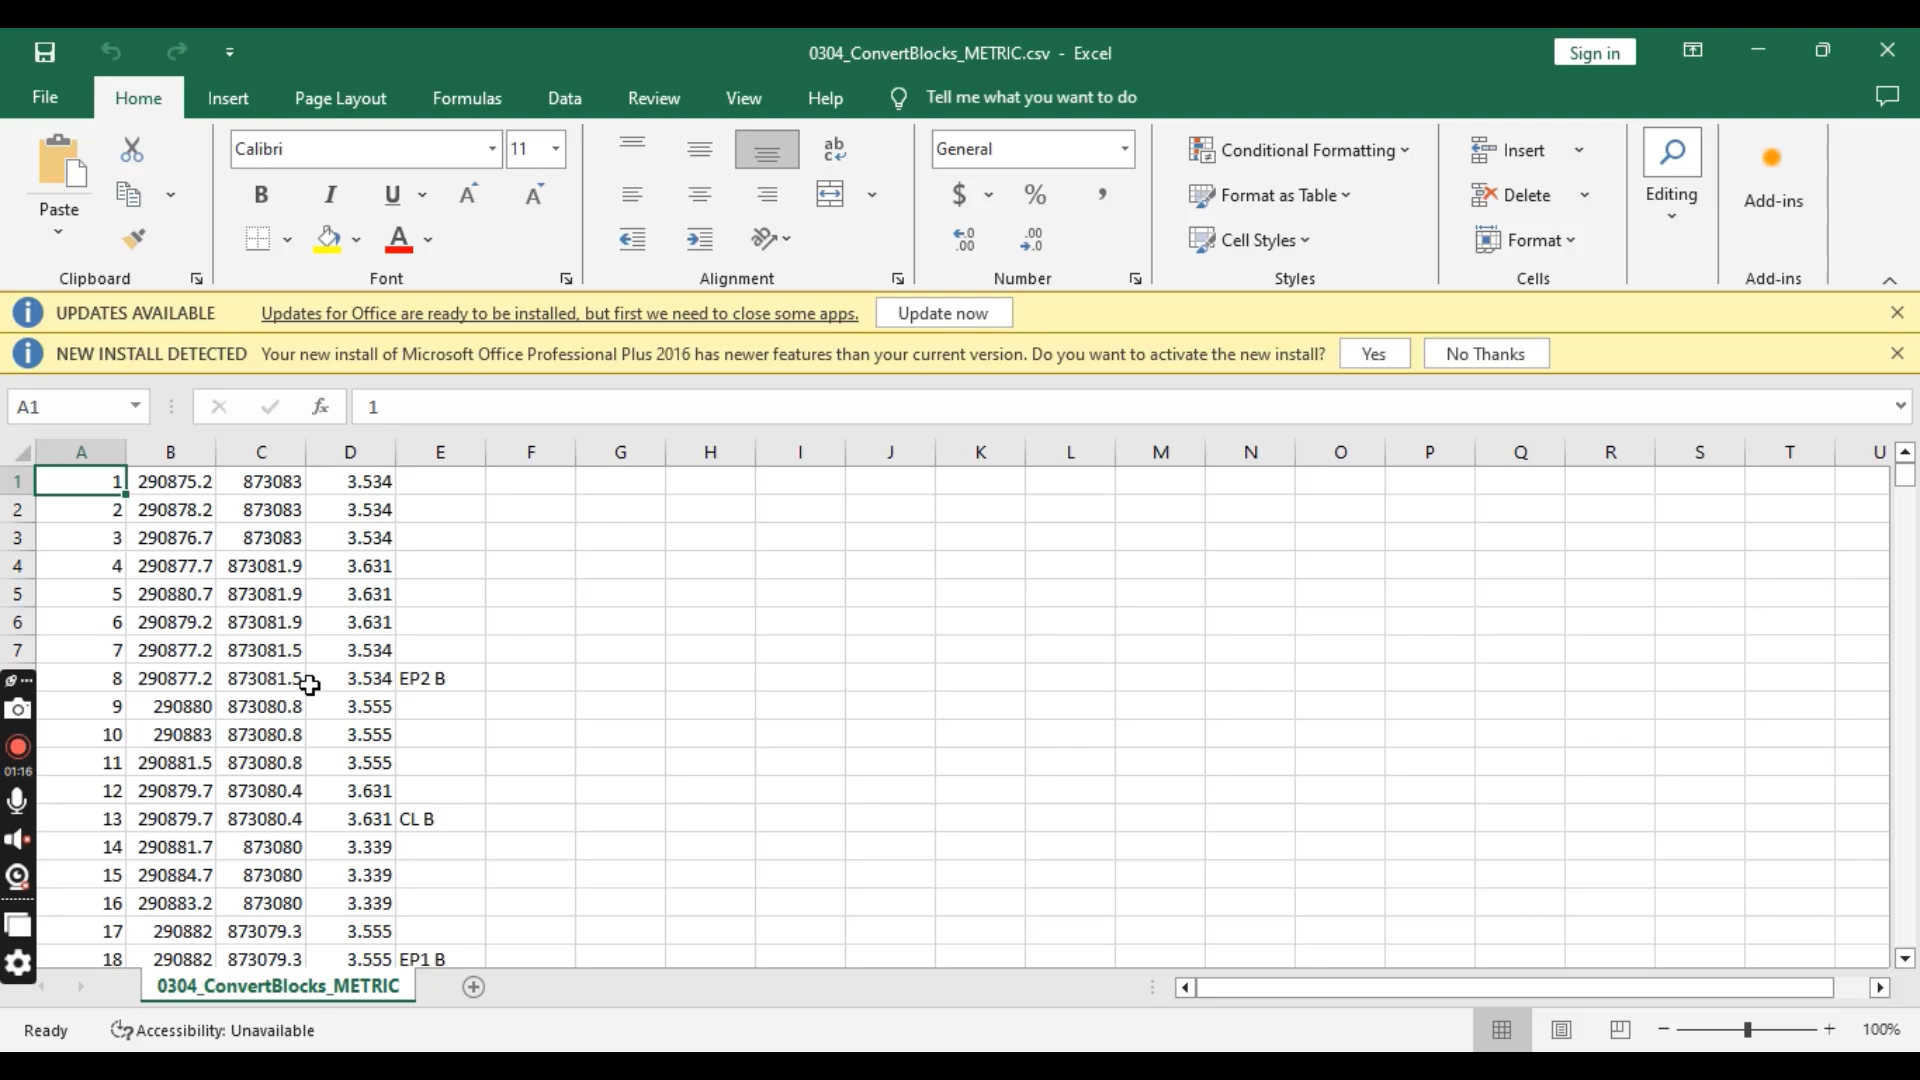 0304_ConvertBlocks_METRIC.csv - Excel
Sign in
File Home Insert Page Layout Formulas Data Review View Help Tell me what you want to do
Paste
Clipboard
Calibri 11
B I U A A
A
Font
ab
c
Alignment
General
$ % ,
.0 .00
.00 .0
Number
Conditional Formatting
Format as Table
Cell Styles
Styles
Insert
Delete
Format
Cells
Editing
Add-ins
Add-ins
UPDATES AVAILABLE Updates for Office are ready to be installed, but first we need to close some apps. Update now
NEW INSTALL DETECTED Your new install of Microsoft Office Professional Plus 2016 has newer features than your current version. Do you want to activate the new install? Yes No Thanks
A1 fx 1
A B C D E F G H I J K L M N O P Q R S T U
1 1 290875.2 873083 3.534
2 2 290878.2 873083 3.534
3 3 290876.7 873083 3.534
4 4 290877.7 873081.9 3.631
5 5 290880.7 873081.9 3.631
6 6 290879.2 873081.9 3.631
7 7 290877.2 873081.5 3.534
8 290877.2 873081.5 3.534 EP2 B
9 290880 873080.8 3.555
10 290883 873080.8 3.555
11 290881.5 873080.8 3.555
12 290879.7 873080.4 3.631
13 290879.7 873080.4 3.631 CL B
14 290881.7 873080 3.339
15 290884.7 873080 3.339
16 290883.2 873080 3.339
17 290882 873079.3 3.555
18 290882 873079.3 3.555 EP1 B
01:16
0304_ConvertBlocks_METRIC
Ready Accessibility: Unavailable 100%